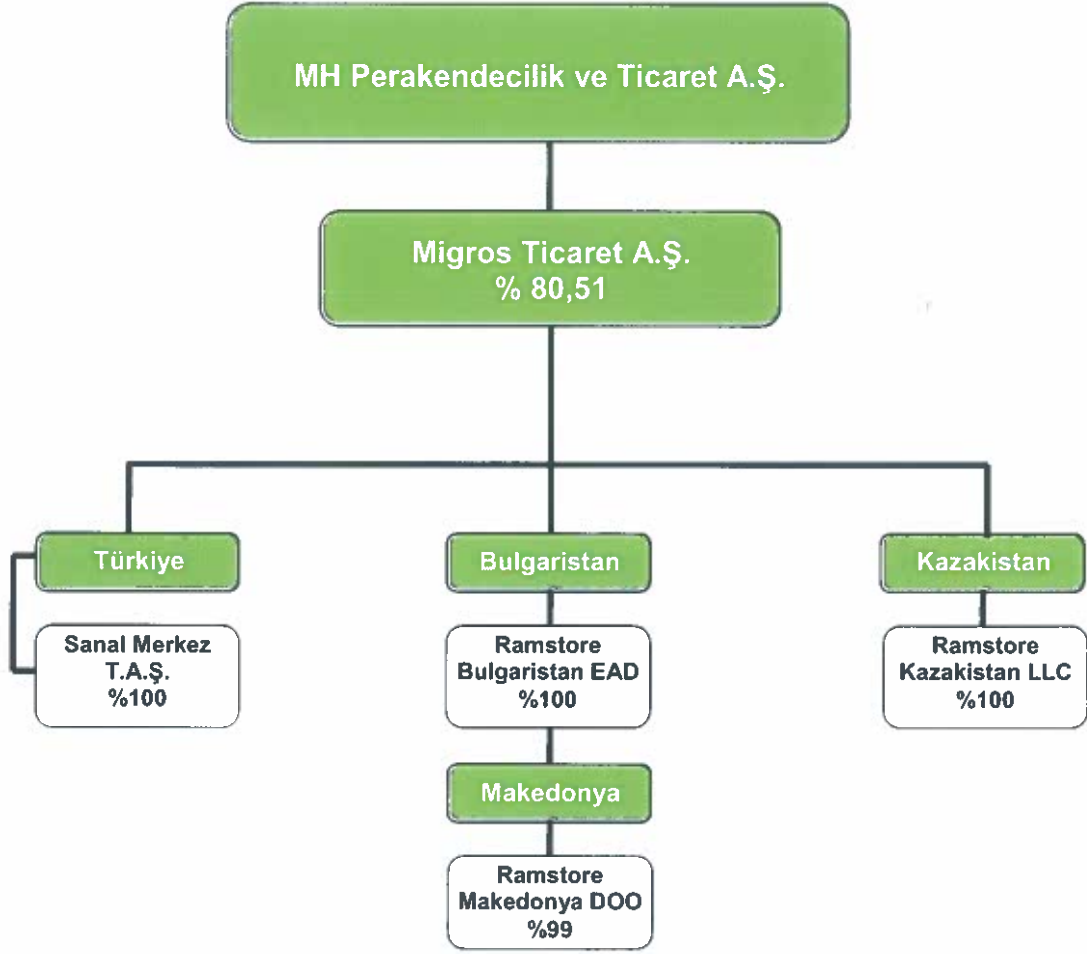 MH Perakendecilik ve Ticaret A.Ş.
Migros Ticaret A.Ş.
% 80,51
Türkiye
Sanal Merkez
T.A.Ş.
%100
Bulgaristan
Ramstore
Bulgaristan EAD
%100
Makedonya
Ramstore
Makedonya DOO
%99
Kazakistan
Ramstore
Kazakistan LLC
%100